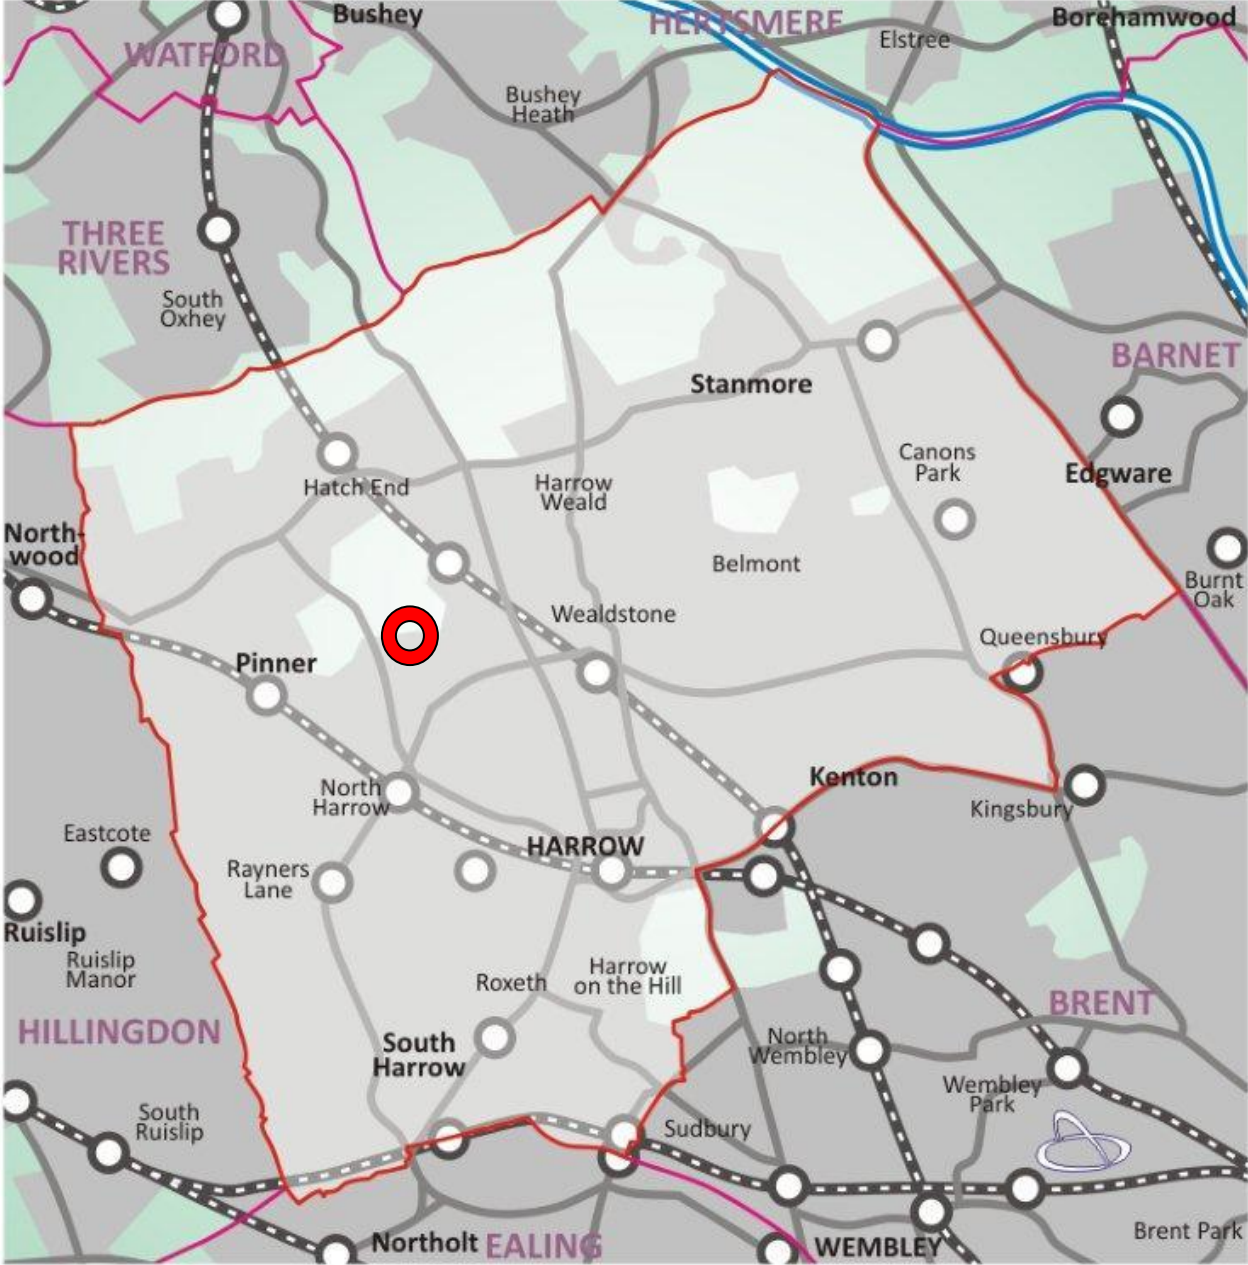 Bushey
HERTSMERE
Borehamwood
WATFORD
Elstree
Bushey
Heath
THREE
RIVERS
South
Oxhey
BARNET
Stanmore
Canons
Park
Edgware
Hatch End
Harrow
Weald
North-
wood
Belmont
Burnt
Oak
Wealdstone
Queensbury
Pinner
Kenton
North
Harrow
Kingsbury
Eastcote
HARROW
Rayners
Lane
Ruislip
Ruislip
Manor
Roxeth
Harrow
on the Hill
BRENT
HILLINGDON
South
Harrow
North
Wembley
Wembley
Park
South
Ruislip
Sudbury
Brent Park
Northolt
EALING
WEMBLEY